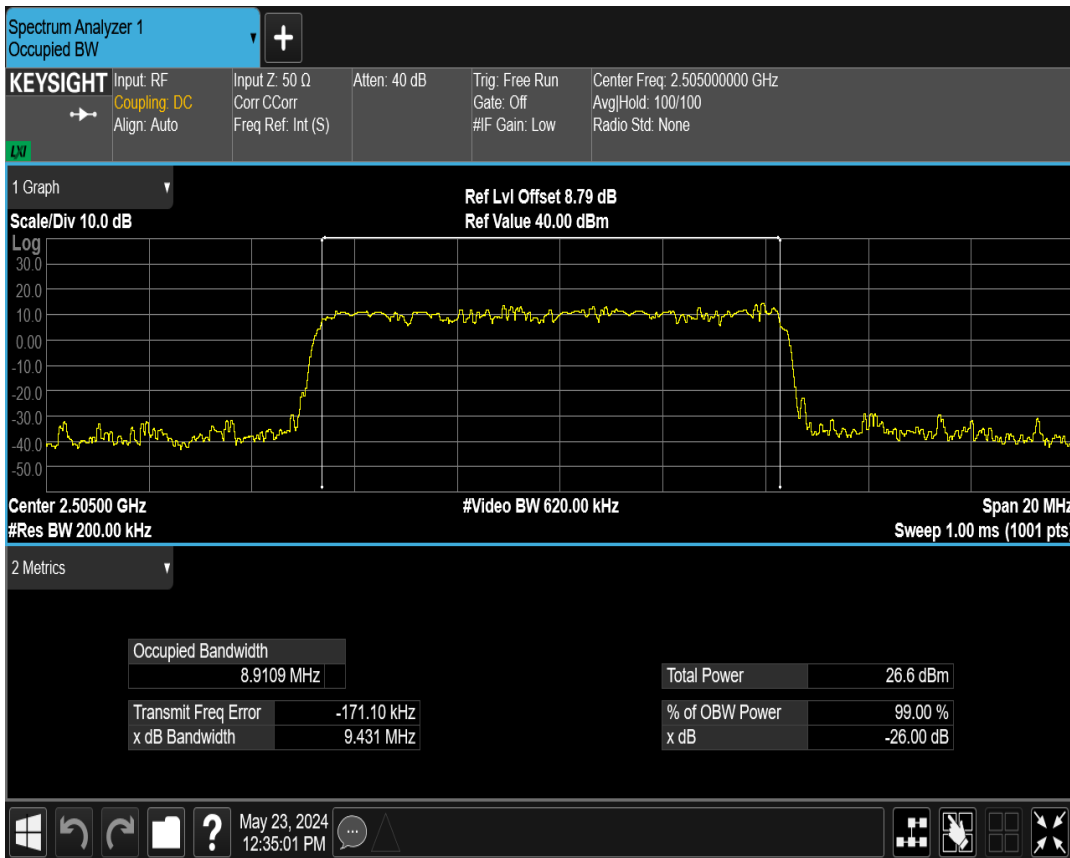 Spectrum Analyzer 1
Occupied BW
KEYSIGHT
Input: RF
Coupling: DC
Align: Auto
Input Z: 50 Ω
Corr CCorr
Freq Ref: Int (S)
Atten: 40 dB
Trig: Free Run
Gate: Off
#IF Gain: Low
Center Freq: 2.505000000 GHz
Avg|Hold: 100/100
Radio Std: None
LXI
1 Graph
Ref Lvl Offset 8.79 dB
Scale/Div 10.0 dB
Ref Value 40.00 dBm
Log
30.0
20.0
10.0
0.00
-10.0
-20.0
-30.0
-40.0
-50.0
Center 2.50500 GHz
#Video BW 620.00 kHz
Span 20 MHz
#Res BW 200.00 kHz
Sweep 1.00 ms (1001 pts)
2 Metrics
Occupied Bandwidth
8.9109 MHz
Total Power 26.6 dBm
Transmit Freq Error -171.10 kHz
% of OBW Power 99.00 %
x dB Bandwidth 9.431 MHz
x dB -26.00 dB
?
May 23, 2024
12:35:01 PM